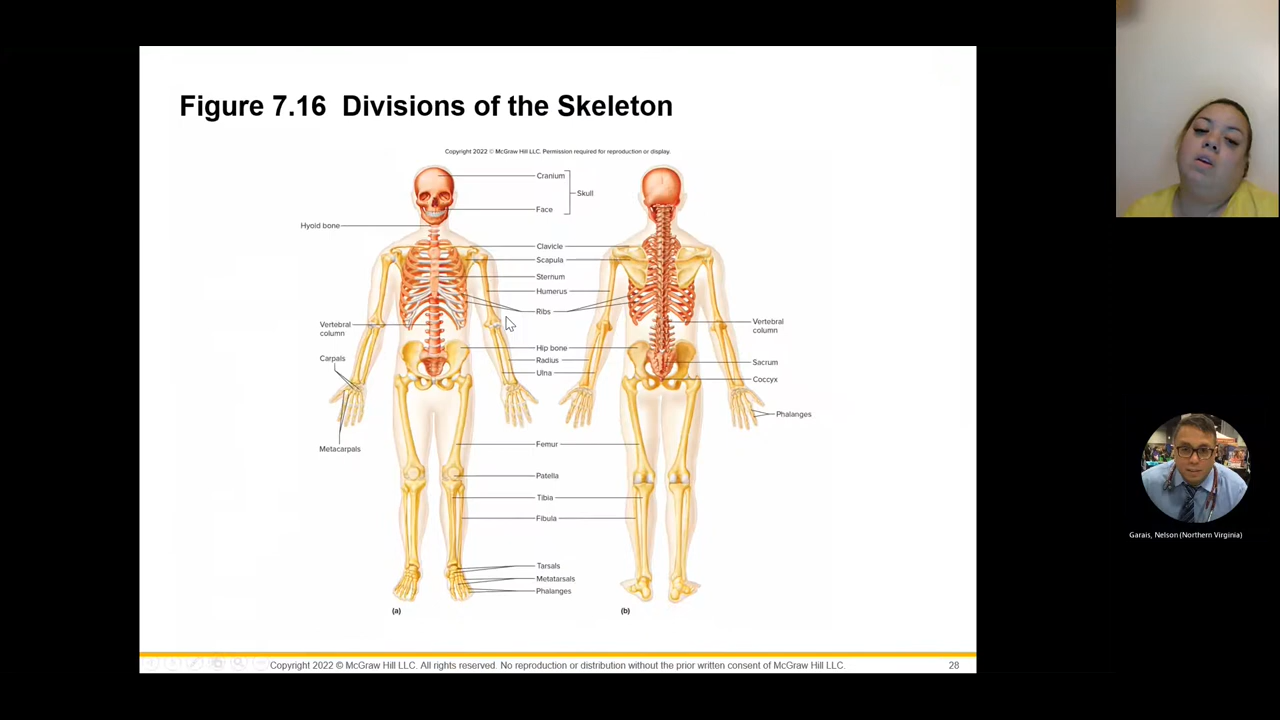 Figure 7.16 Divisions of the Skeleton
Copyright 2022 © McGraw Hill LLC. Permission required for reproduction or display.
Cranium
Skull
Face
Hyoid bone
Clavicle
Scapula
Sternum
Humerus
Ribs
Vertebral
column
Vertebral
column
Carpals
Hip bone
Radius
Ulna
Sacrum
Coccyx
Phalanges
Metacarpals
Femur
Patella
Tibia
Fibula
Tarsals
Metatarsals
Phalanges
(a)
(b)
Copyright 2022 © McGraw Hill LLC. All rights reserved. No reproduction or distribution without the prior written consent of McGraw Hill LLC.
28
Garais, Nelson (Northern Virginia)